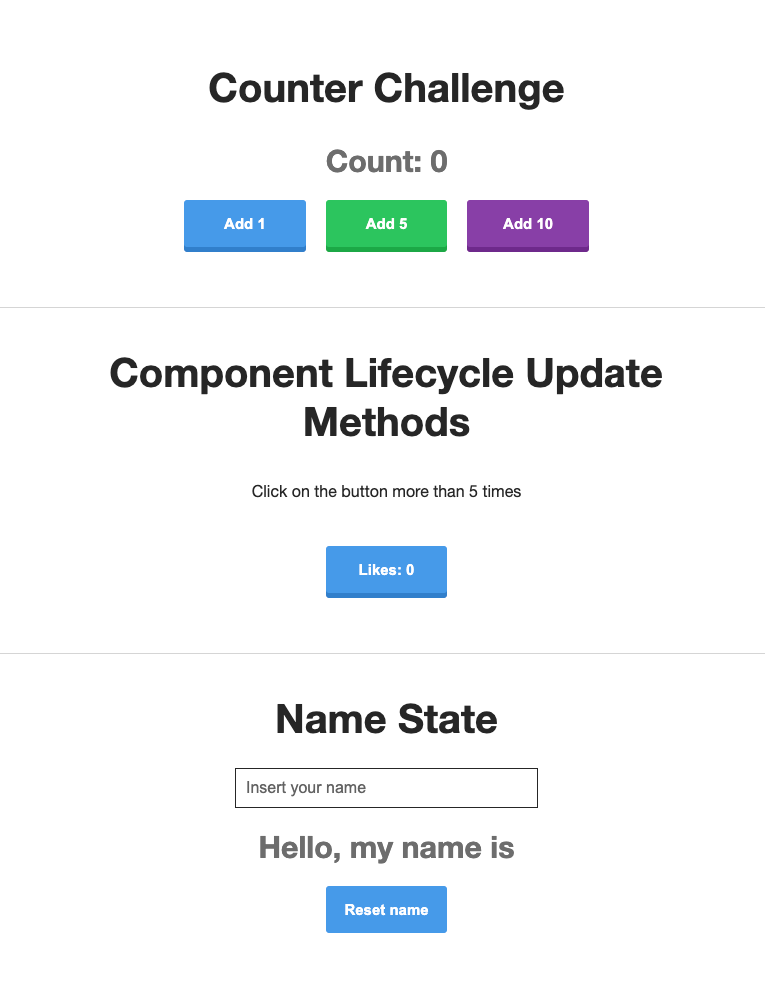 Counter Challenge
Count: 0
Add 1
Add 5
Add 10
Component Lifecycle Update
Methods
Click on the button more than 5 times
Likes: 0
Name State
Insert your name
Hello, my name is
Reset name